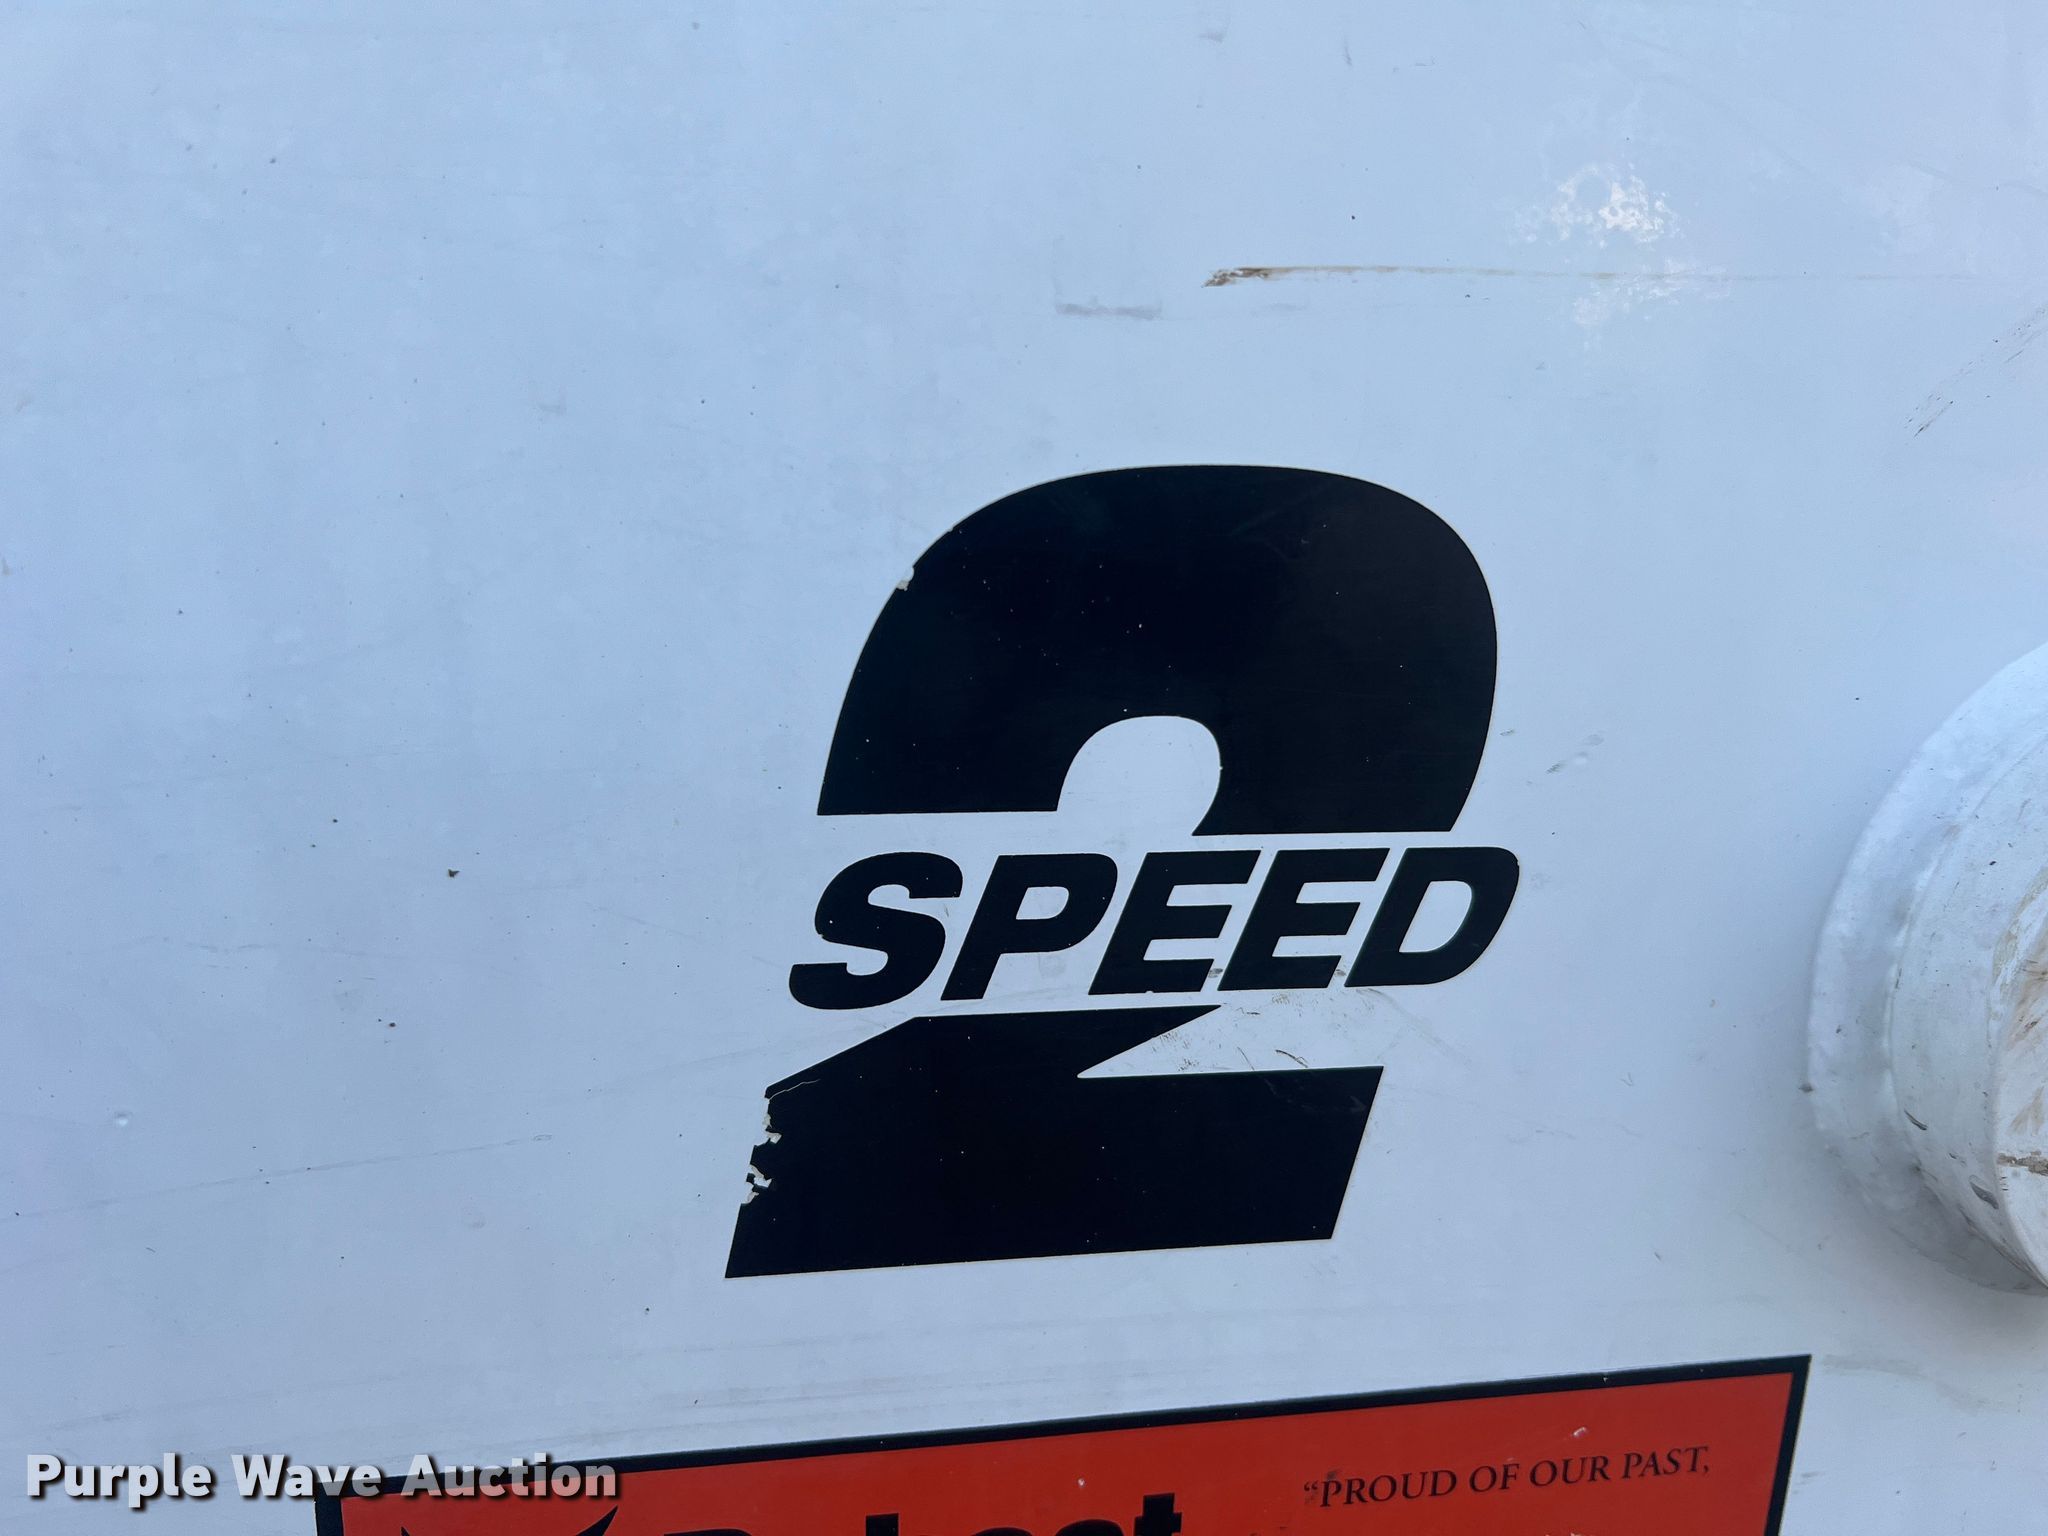 2
SPEED
"PROUD OF OUR PAST,
Purple Wave Auction